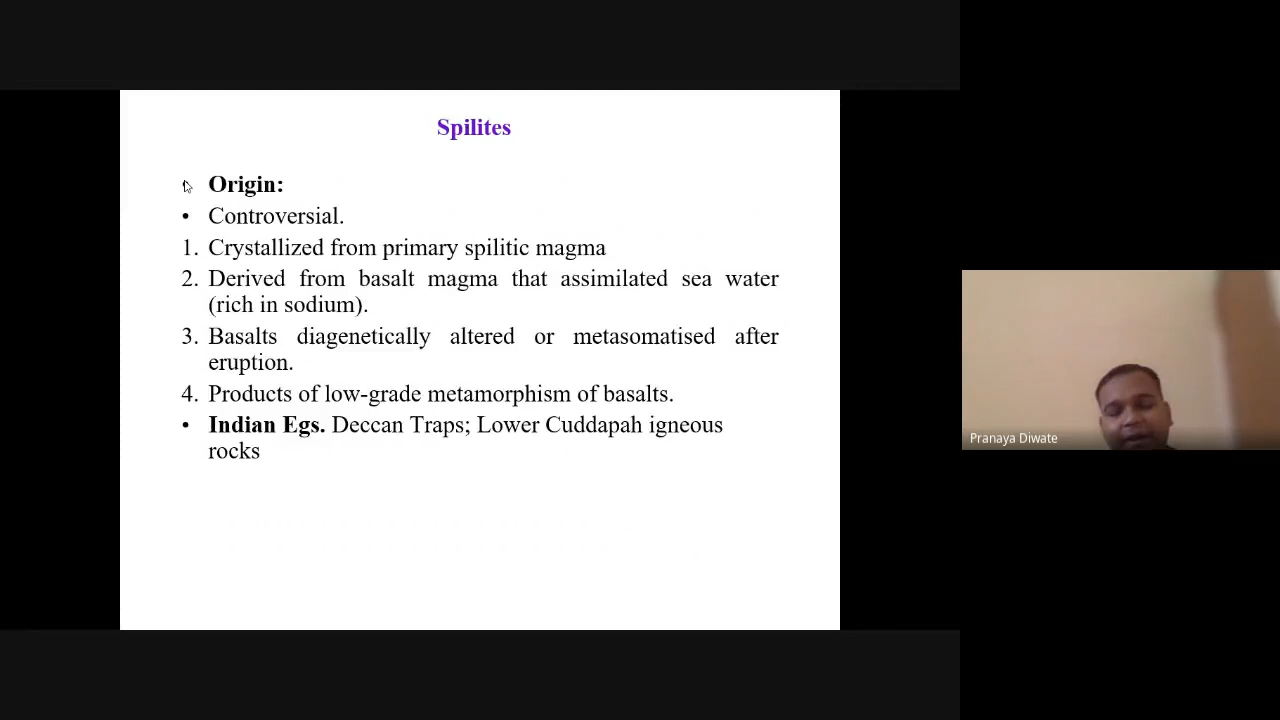 Spilites
• Origin:
• Controversial.
1. Crystallized from primary spilitic magma
2. Derived from basalt magma that assimilated sea water
(rich in sodium).
3. Basalts diagenetically altered or metasomatised after
eruption.
4. Products of low-grade metamorphism of basalts.
• Indian Egs. Deccan Traps; Lower Cuddapah igneous
rocks
Pranaya Diwate